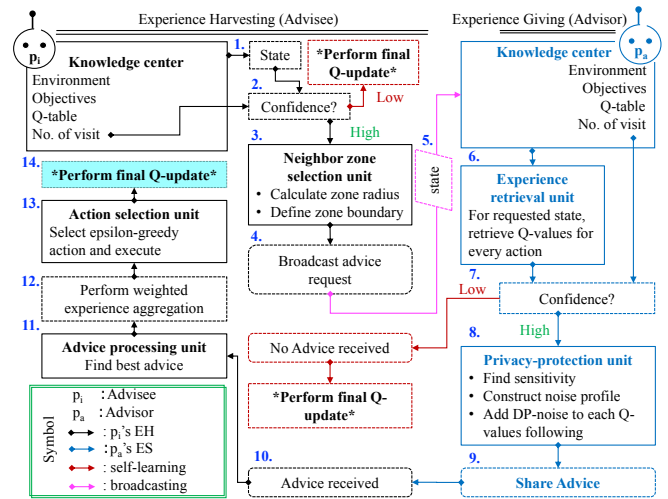 Experience Harvesting (Advisee)
Experience Giving (Advisor)
p_i
Knowledge center
Environment
Objectives
Q-table
No. of visit
1.
State
2.
Confidence?
*Perform final
Q-update*
Low
High
3.
Neighbor zone
selection unit
• Calculate zone radius
• Define zone boundary
4.
Broadcast advice
request
5.
state
p_a
Knowledge center
Environment
Objectives
Q-table
No. of visit
6.
Experience
retrieval unit
For requested state,
retrieve Q-values for
every action
7.
Confidence?
Low
High
8.
Privacy-protection unit
• Find sensitivity
• Construct noise profile
• Add DP-noise to each Q-
values following
9.
Share Advice
No Advice received
*Perform final Q-
update*
10.
Advice received
11.
Advice processing unit
Find best advice
12.
Perform weighted
experience aggregation
13.
Action selection unit
Select epsilon-greedy
action and execute
14.
*Perform final Q-update*
Symbol
p_i : Advisee
p_a : Advisor
: p_i's EH
: p_a's ES
: self-learning
: broadcasting